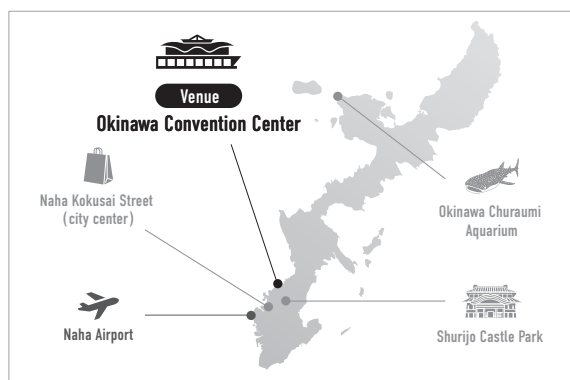 Venue
Okinawa Convention Center
Naha Kokusai Street
(city center)
Okinawa Churaumi
Aquarium
Naha Airport
Shurijo Castle Park